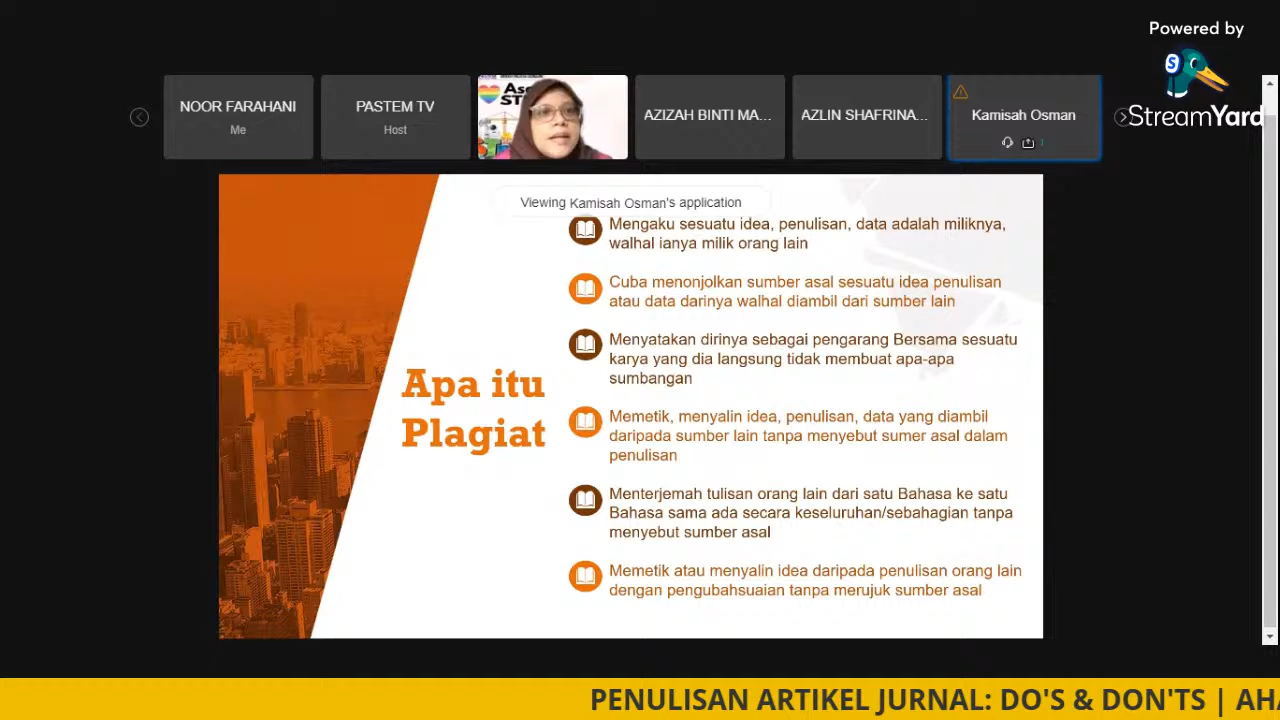 Powered by
StreamYard
NOOR FARAHANI
Me
PASTEM TV
Host
AZIZAH BINTI MA...
AZLIN SHAFRINA...
Kamisah Osman
Viewing Kamisah Osman's application
Apa itu
Plagiat
Mengaku sesuatu idea, penulisan, data adalah miliknya,
walhal ianya milik orang lain
Cuba menonjolkan sumber asal sesuatu idea penulisan
atau data darinya walhal diambil dari sumber lain
Menyatakan dirinya sebagai pengarang Bersama sesuatu
karya yang dia langsung tidak membuat apa-apa
sumbangan
Memetik, menyalin idea, penulisan, data yang diambil
daripada sumber lain tanpa menyebut sumer asal dalam
penulisan
Menterjemah tulisan orang lain dari satu Bahasa ke satu
Bahasa sama ada secara keseluruhan/sebahagian tanpa
menyebut sumber asal
Memetik atau menyalin idea daripada penulisan orang lain
dengan pengubahsuaian tanpa merujuk sumber asal
PENULISAN ARTIKEL JURNAL: DO'S & DON'TS |